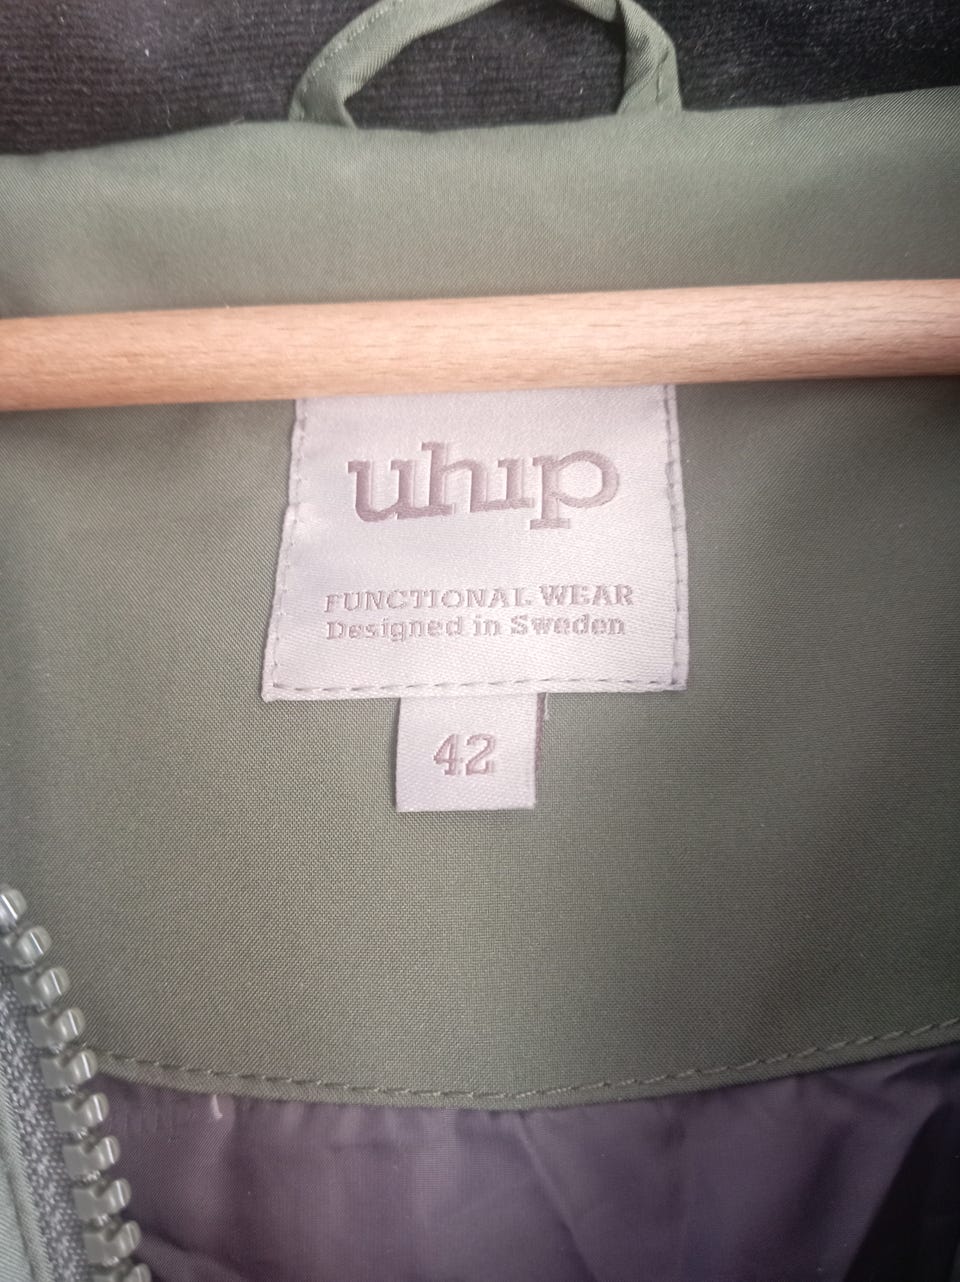 uhip
FUNCTIONAL WEAR
Designed in Sweden
42